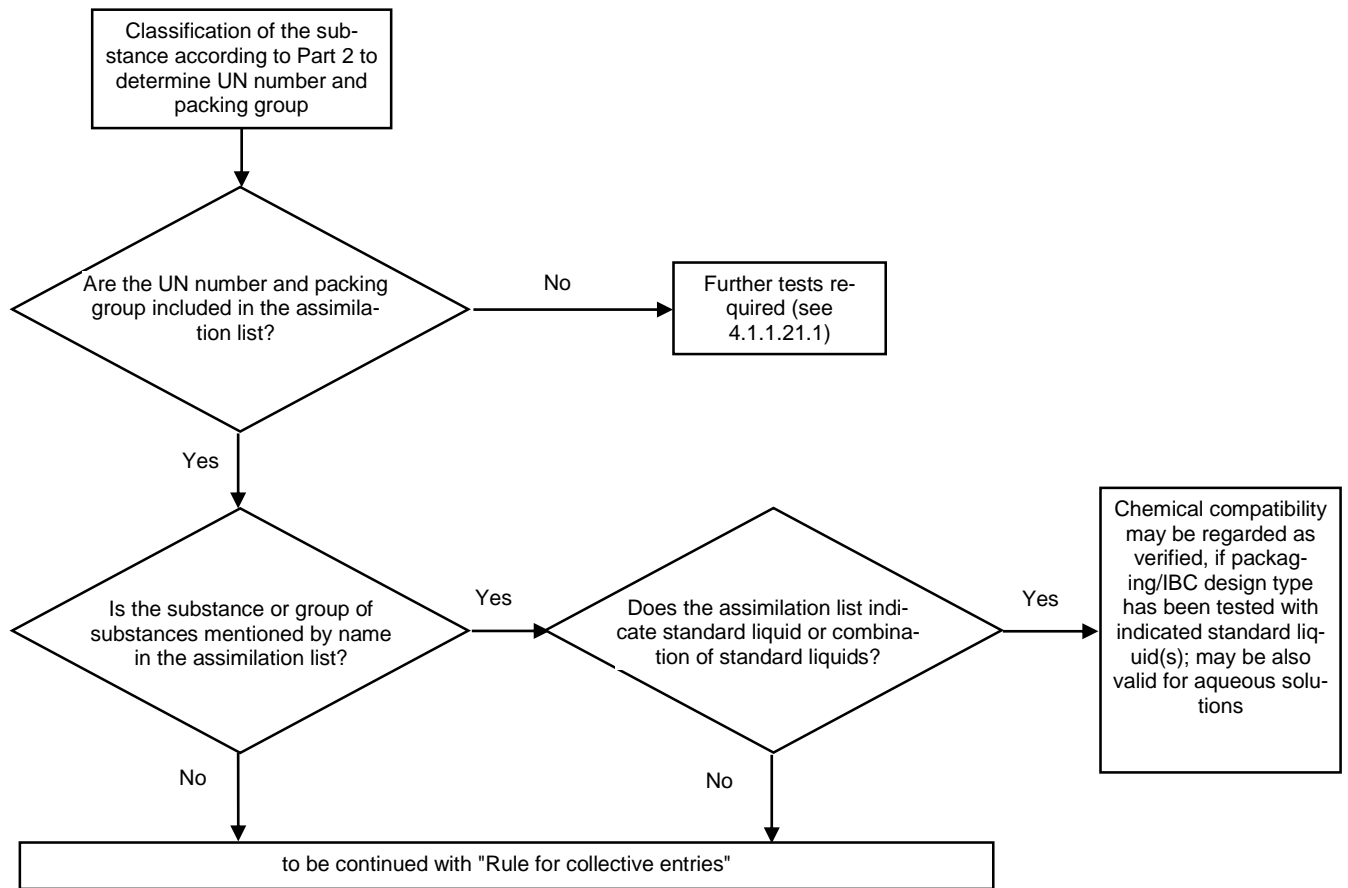 Classification of the sub-
stance according to Part 2 to
determine UN number and
packing group
Are the UN number and packing
group included in the assimila-
tion list?
No
Further tests re-
quired (see
4.1.1.21.1)
Yes
Is the substance or group of
substances mentioned by name
in the assimilation list?
Yes
Does the assimilation list indi-
cate standard liquid or combina-
tion of standard liquids?
Yes
Chemical compatibility
may be regarded as
verified, if packag-
ing/IBC design type
has been tested with
indicated standard liq-
uid(s); may be also
valid for aqueous solu-
tions
No
No
to be continued with "Rule for collective entries"